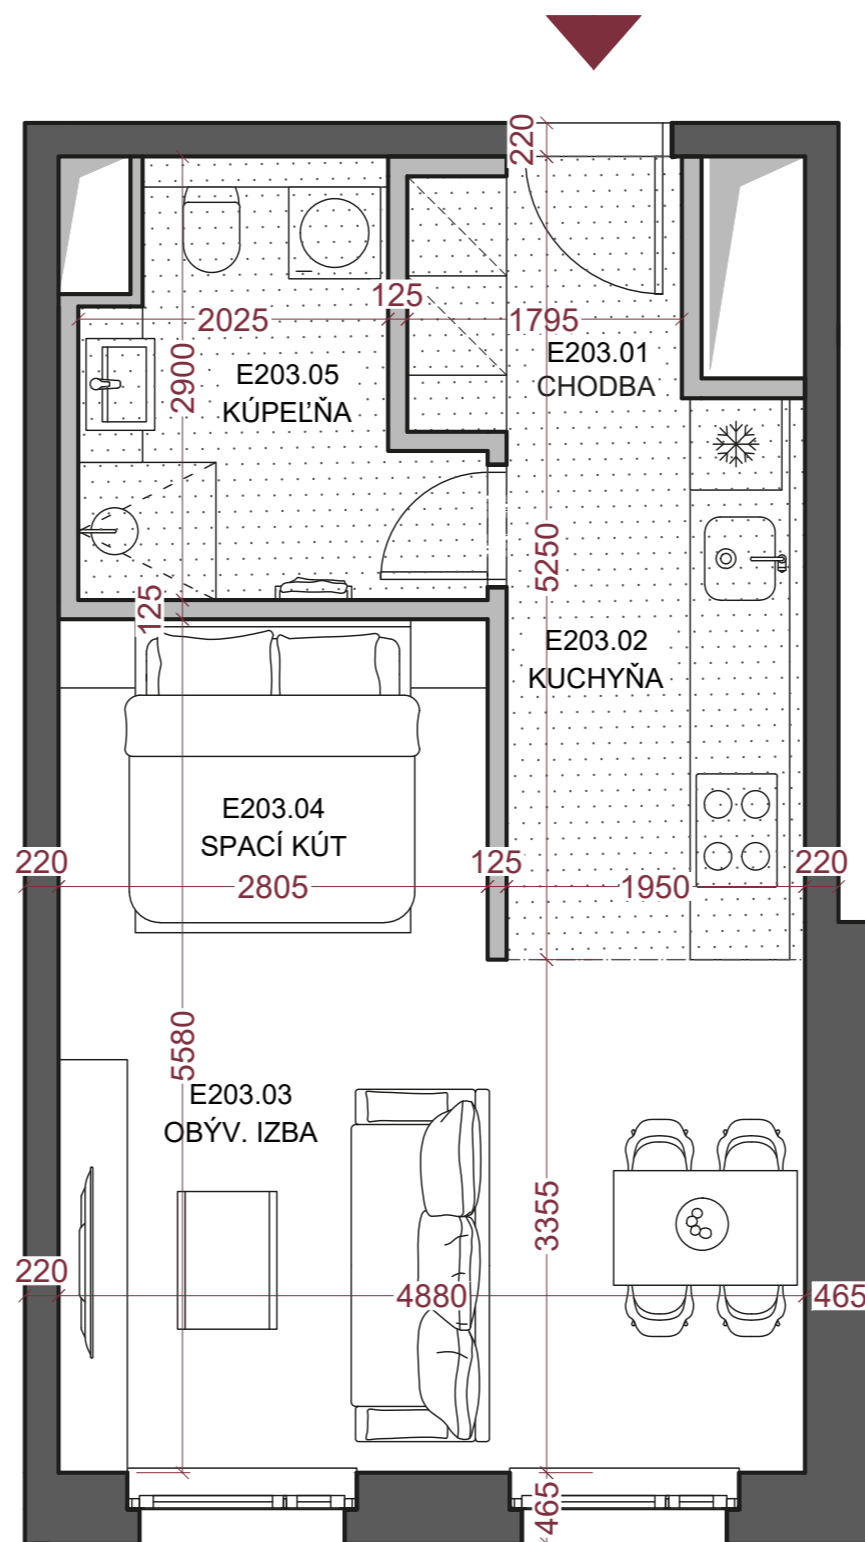 220
2025
125
1795
2900
E203.05
KÚPEĽŇA
E203.01
CHODBA
5250
125
E203.02
KUCHYŇA
E203.04
SPACÍ KÚT
220
2805
125
1950
220
5580
E203.03
OBÝV. IZBA
3355
220
4880
465
465